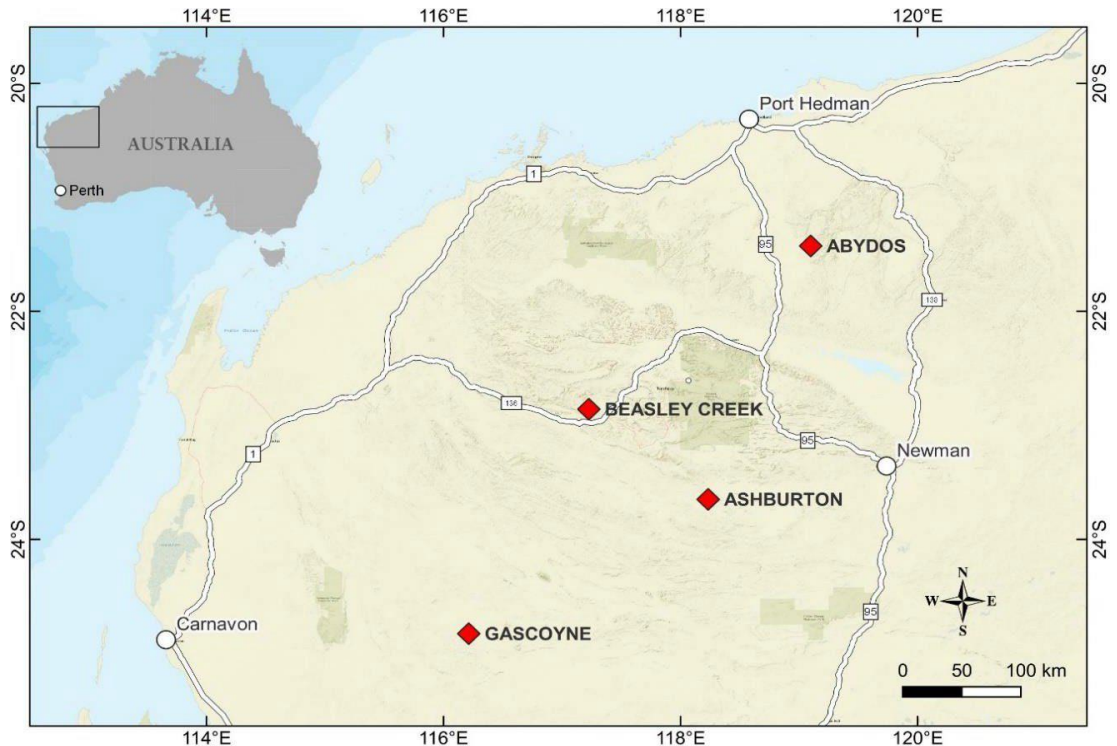 114°E 116°E 118°E 120°E
20°S
22°S
24°S
20°S
22°S
24°S
AUSTRALIA
Perth
Port Hedman
1
95
ABYDOS
130
136
BEASLEY CREEK
95
Newman
1
ASHBURTON
Carnavon
GASCOYNE
95
N
W E
S
0 50 100 km
114°E 116°E 118°E 120°E